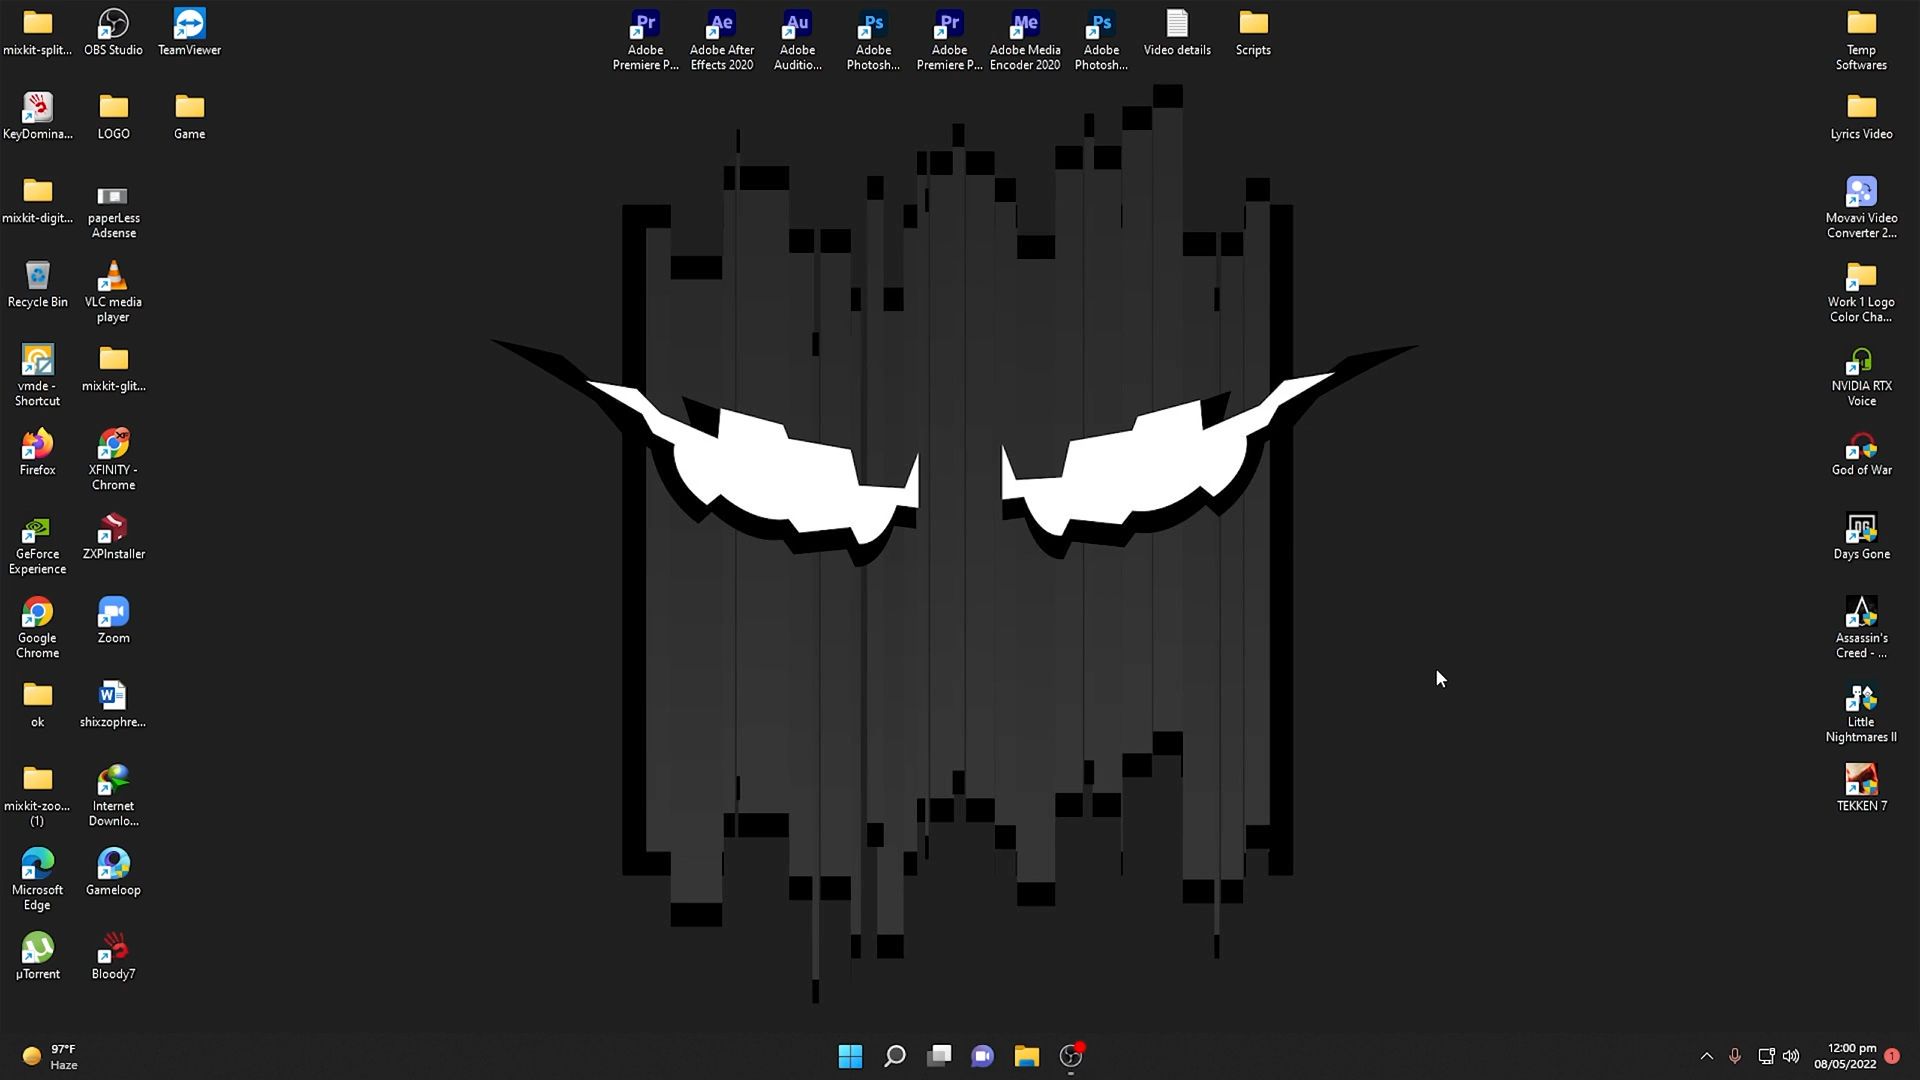 mixkit-split...
OBS Studio
TeamViewer
Pr
Adobe
Premiere P...
Ae
Adobe After
Effects 2020
Au
Adobe
Auditio...
Ps
Adobe
Photosh...
Pr
Adobe
Premiere P...
Me
Adobe Media
Encoder 2020
Ps
Adobe
Photosh...
Video details
Scripts
Temp
Softwares
KeyDomina...
LOGO
Game
Lyrics Video
mixkit-digit...
paperLess
Adsense
Movavi Video
Converter 2...
Recycle Bin
VLC media
player
Work 1 Logo
Color Cha...
vmde -
Shortcut
mixkit-glit...
NVIDIA RTX
Voice
Firefox
XFINITY -
Chrome
God of War
GeForce
Experience
ZXPInstaller
DG
Days Gone
Google
Chrome
Zoom
Assassin's
Creed - ...
ok
W
shixzophre...
Little
Nightmares II
mixkit-zoo...
(1)
Internet
Downlo...
TEKKEN 7
Microsoft
Edge
Gameloop
µTorrent
Bloody7
97°F
Haze
12:00 pm
08/05/2022
1